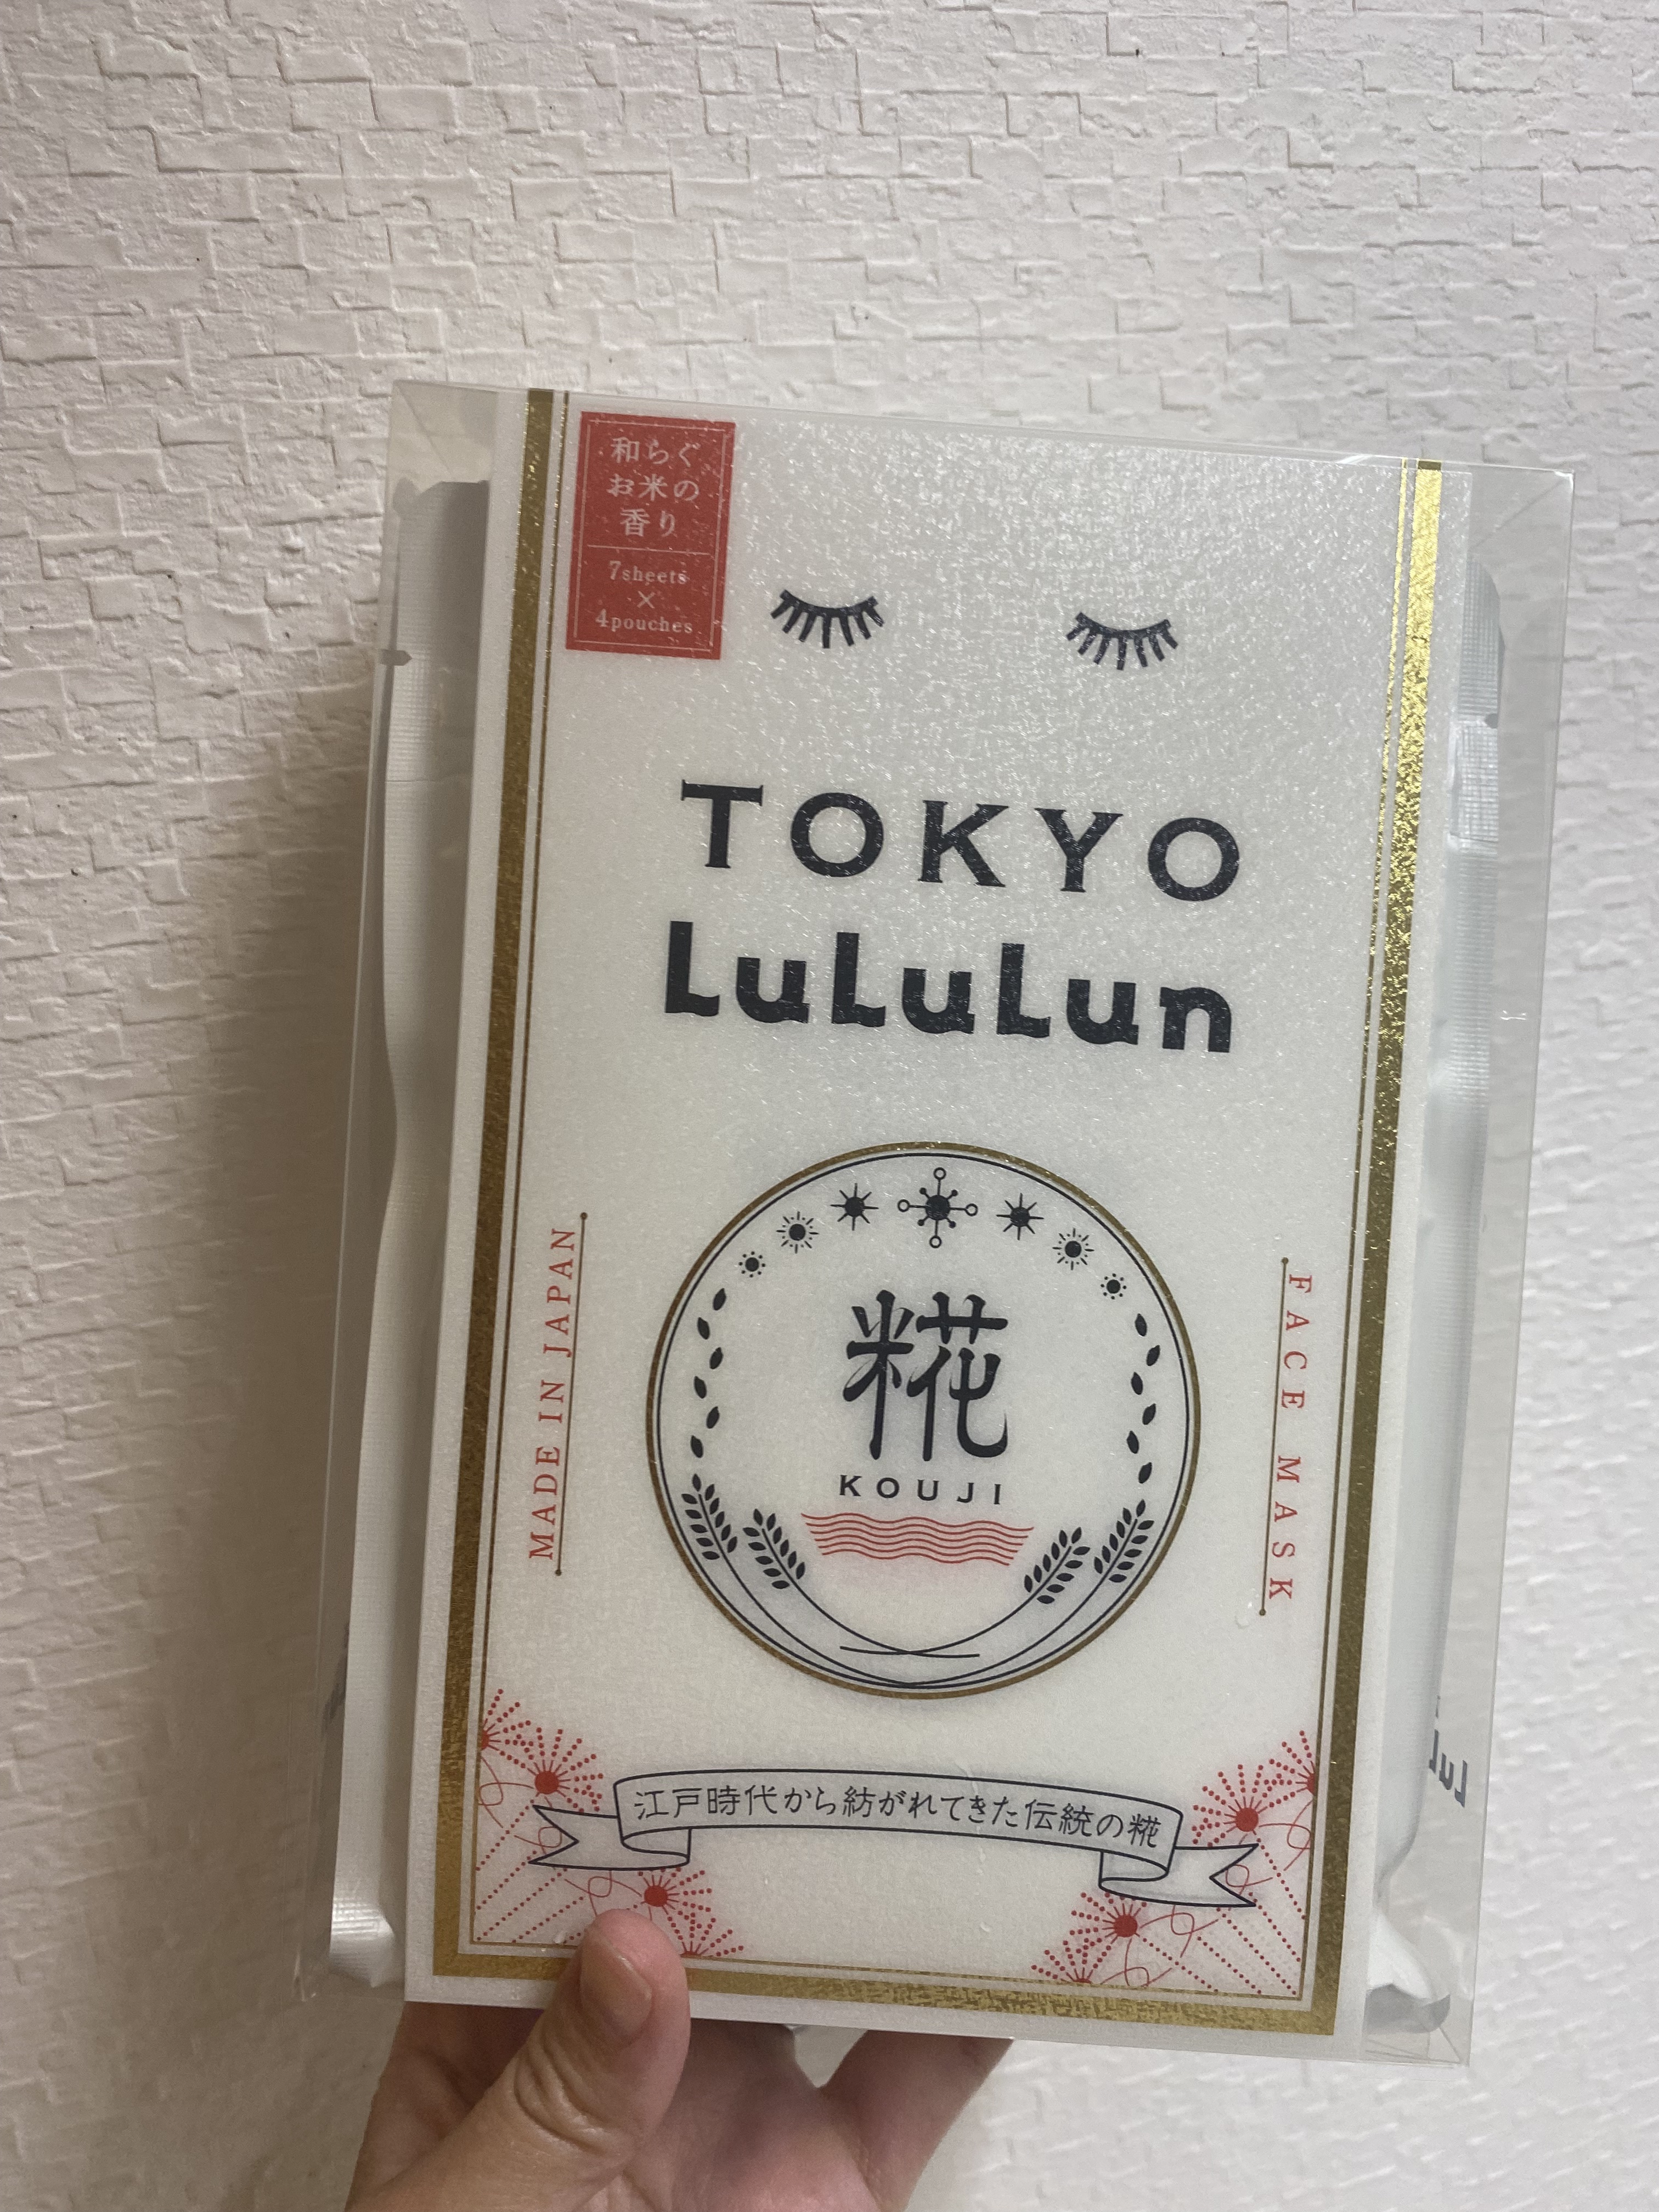 和らぐ
お米の
香り
7sheets
×
4pouches
TOKYO
LuLuLun
MADE IN JAPAN
糀
KOUJI
FACE MASK
江戸時代から紡がれてきた伝統の糀